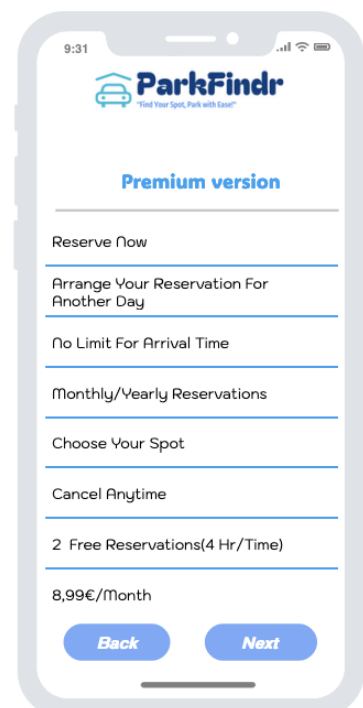 9:31
ParkFindr
"Find Your Spot, Park with Ease!"
Premium version
Reserve Now
Arrange Your Reservation For
Another Day
No Limit For Arrival Time
Monthly/Yearly Reservations
Choose Your Spot
Cancel Anytime
2 Free Reservations(4 Hr/Time)
8,99€/Month
Back Next